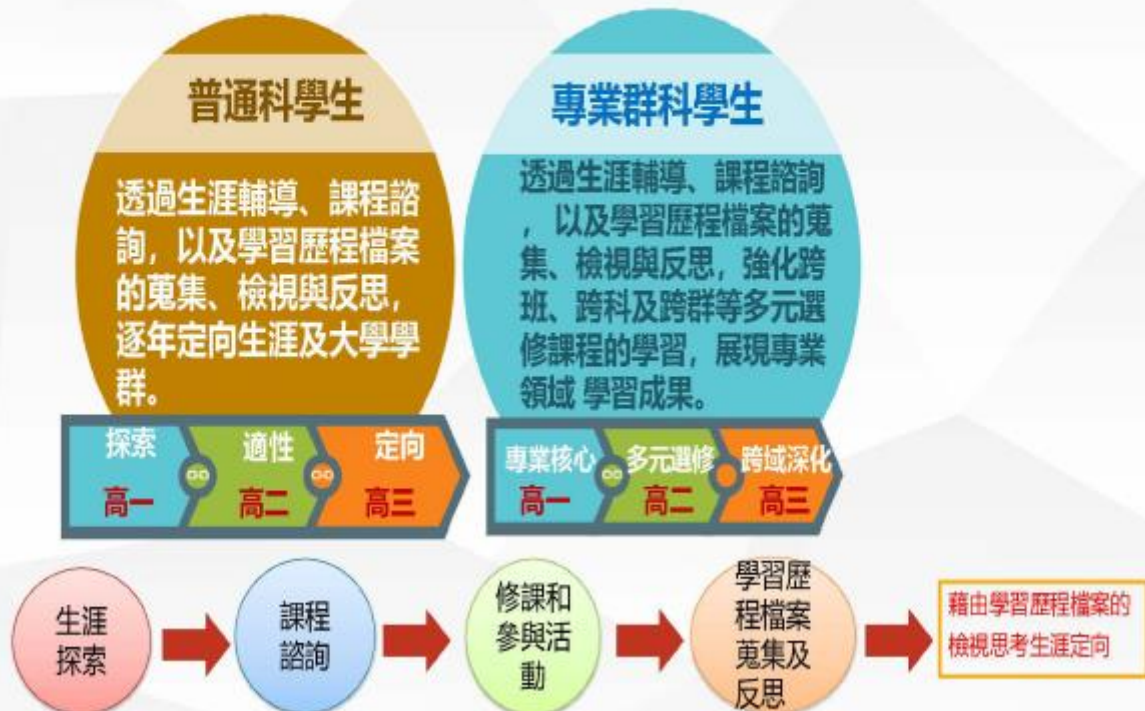 普通科學生
透過生涯輔導、課程諮
詢，以及學習歷程檔案
的蒐集、檢視與反思，
逐年定向生涯及大學學
群。
探索
高一
適性
高二
定向
高三
專業群科學生
透過生涯輔導、課程諮詢
，以及學習歷程檔案的蒐
集、檢視與反思，強化跨
班、跨科及跨群等多元選
修課程的學習，展現專業
領域 學習成果。
專業核心
高一
多元選修
高二
跨域深化
高三
生涯
探索
課程
諮詢
修課和
參與活
動
學習歷
程檔案
蒐集及
反思
藉由學習歷程檔案的
檢視思考生涯定向